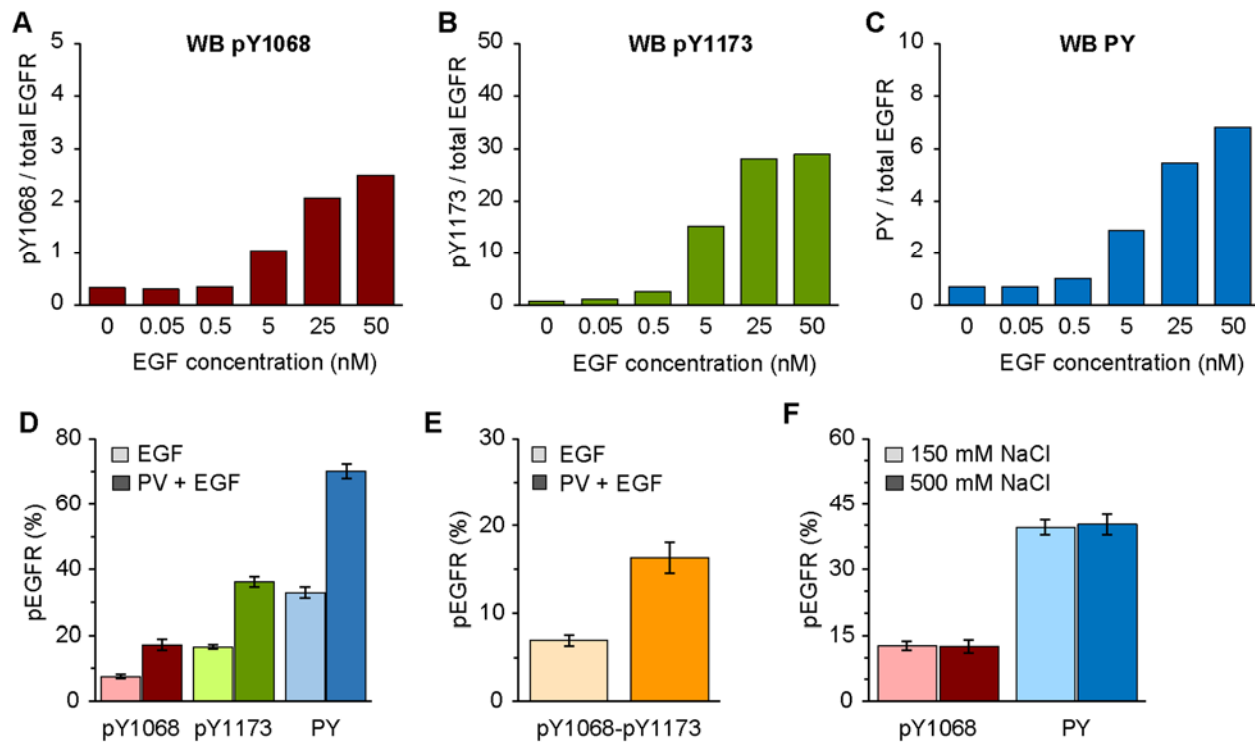 A
WB pY1068
pY1068 / total EGFR
5
4
3
2
1
0
0 0.05 0.5 5 25 50
EGF concentration (nM)
B
WB pY1173
pY1173 / total EGFR
50
40
30
20
10
0
0 0.05 0.5 5 25 50
EGF concentration (nM)
C
WB PY
PY / total EGFR
10
8
6
4
2
0
0 0.05 0.5 5 25 50
EGF concentration (nM)
D
EGF
PV + EGF
pEGFR (%)
80
60
40
20
0
pY1068 pY1173 PY
E
EGF
PV + EGF
pEGFR (%)
30
20
10
0
pY1068-pY1173
F
150 mM NaCl
500 mM NaCl
pEGFR (%)
60
45
30
15
0
pY1068 PY